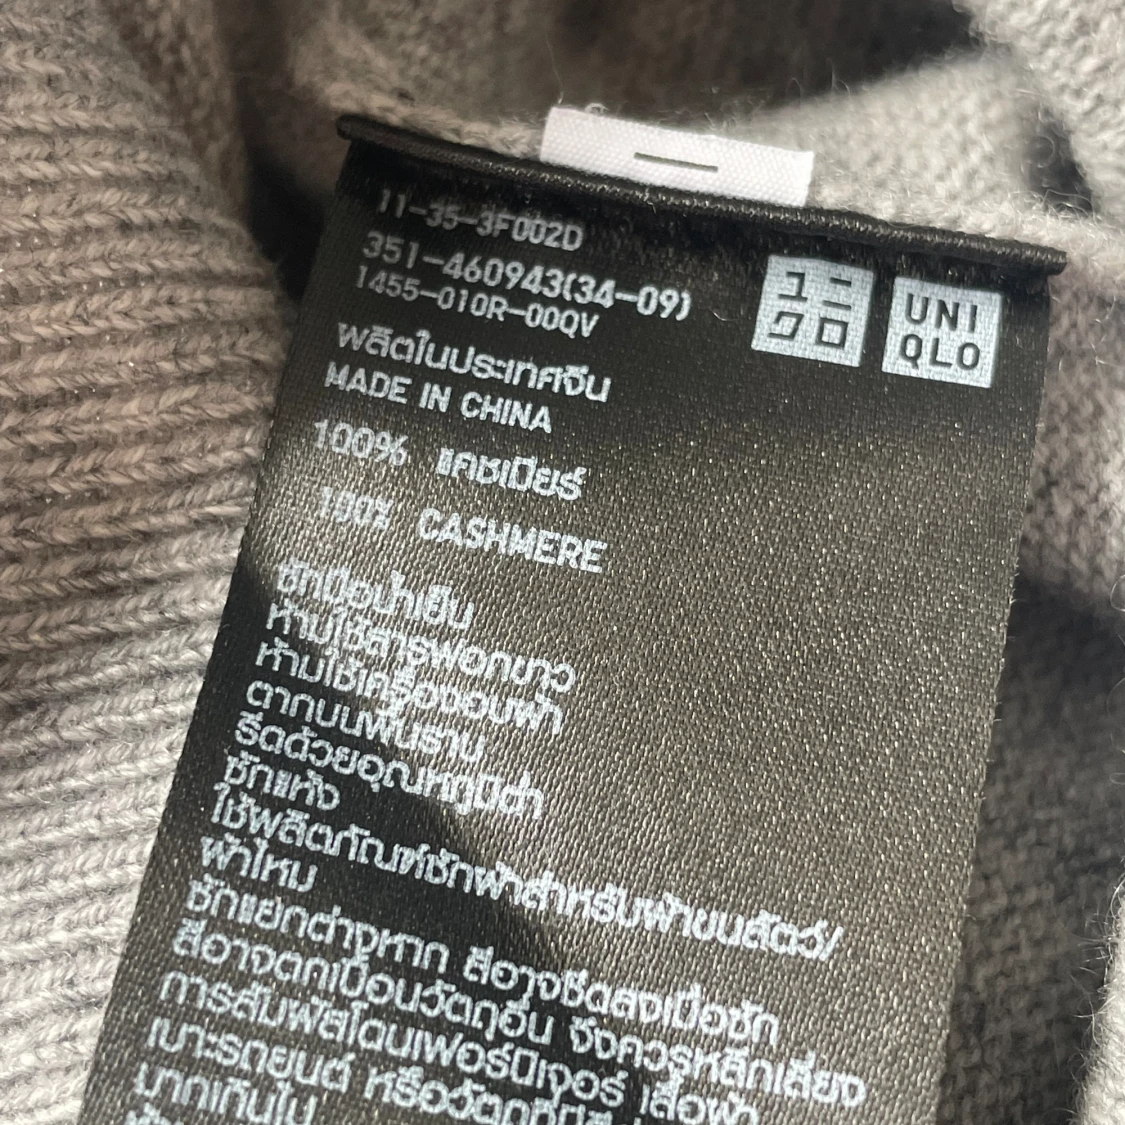 11-35-3F002D
351-460943(34-09)
1455-010R-00QV
ユニ
クロ
UNI
QLO
ผลิตในประเทศจีน
MADE IN CHINA
100% แคชเมียร์
100% CASHMERE
ซักมือน้ำเย็น
ห้ามใช้สารฟอกขาว
ห้ามใช้เครื่องอบผ้า
ตากบนพื้นราบ
รีดด้วยอุณหภูมิต่ำ
ซักแห้ง
ใช้ผลิตภัณฑ์ซักผ้าสำหรับผ้าขนสัตว์/
ผ้าไหม
ซักแยกต่างหาก สีอาจซีดลงเมื่อซัก
สีอาจตกเปื้อนวัตถุอื่น จึงควรหลีกเลี่ยง
การสัมผัสโดนเฟอร์นิเจอร์ เสื้อผ้า
เบาะรถยนต์ หรือวัตถุที่มีสี
มากเกินไป